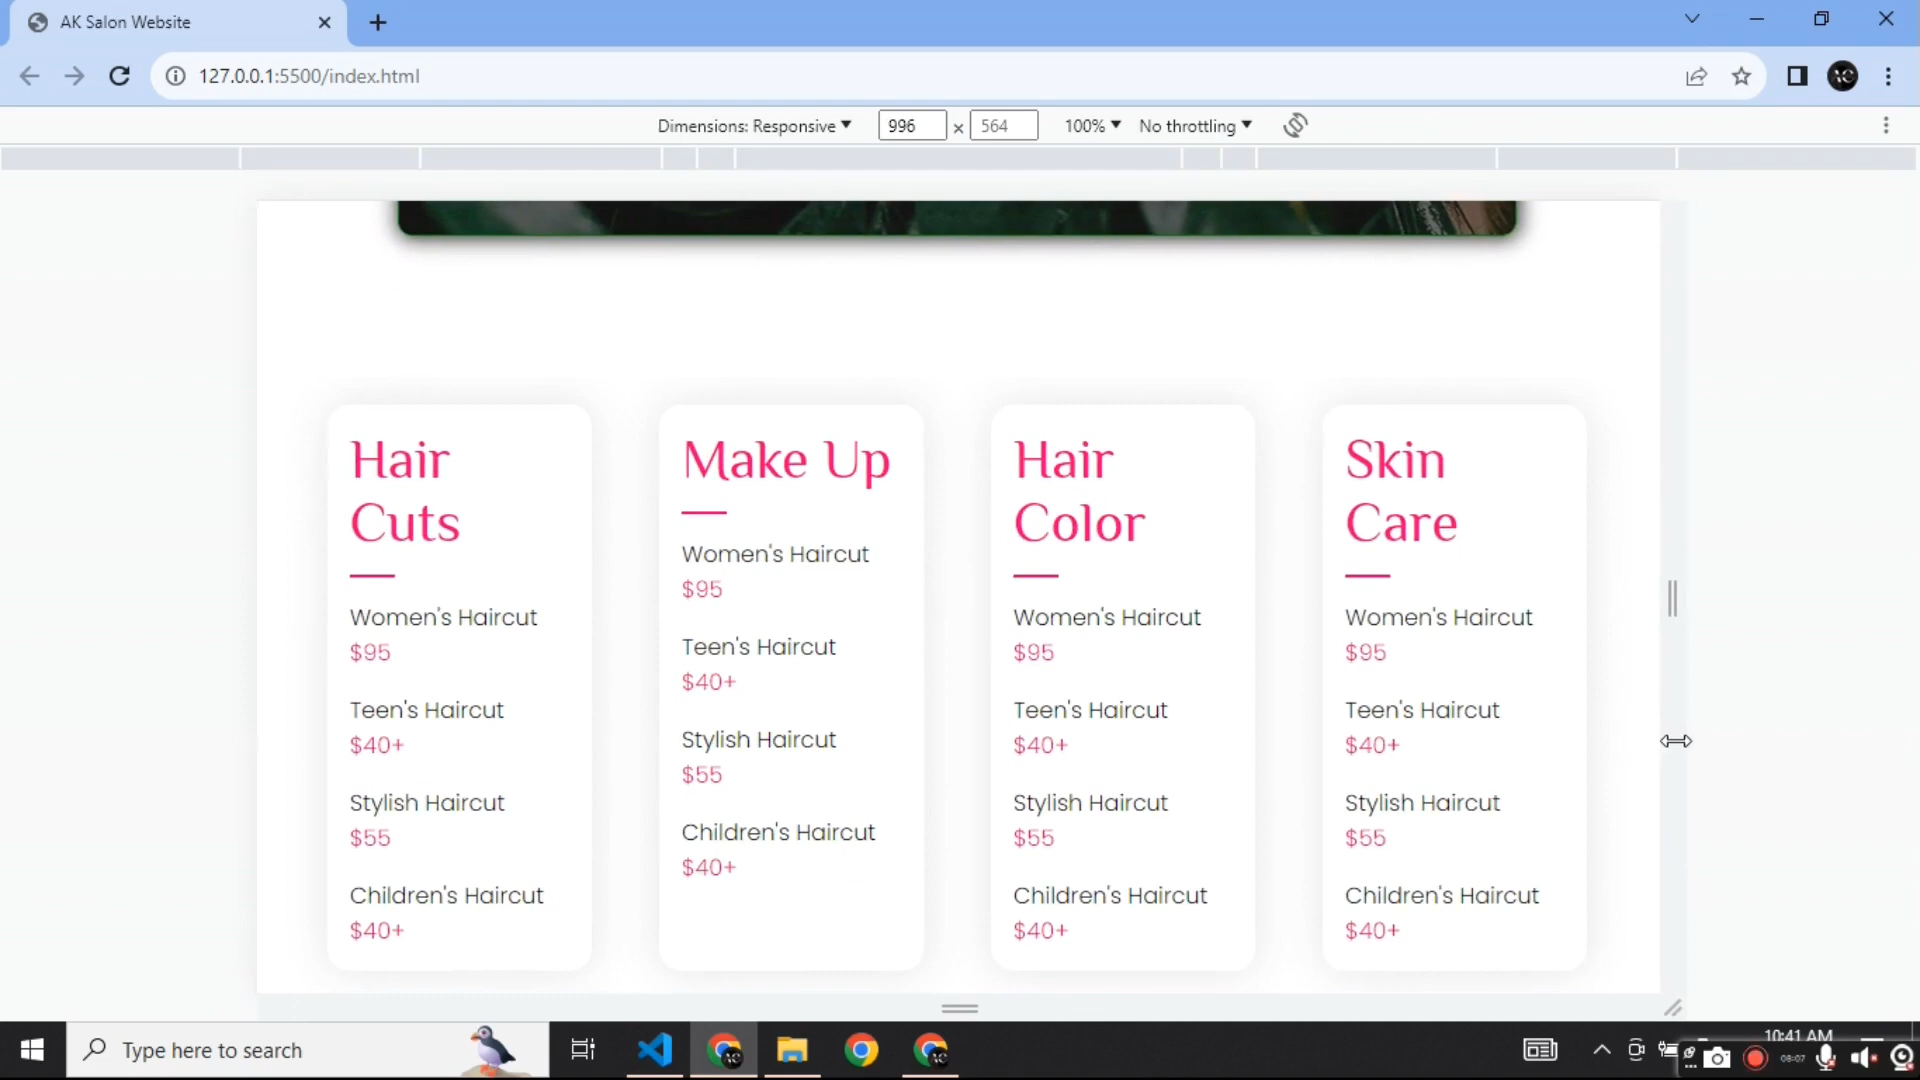 AK Salon Website
127.0.0.1:5500/index.html
Dimensions: Responsive 996 × 564 100% No throttling
Hair
Cuts
Women's Haircut
$95
Teen's Haircut
$40+
Stylish Haircut
$55
Children's Haircut
$40+
Make Up
Women's Haircut
$95
Teen's Haircut
$40+
Stylish Haircut
$55
Children's Haircut
$40+
Hair
Color
Women's Haircut
$95
Teen's Haircut
$40+
Stylish Haircut
$55
Children's Haircut
$40+
Skin
Care
Women's Haircut
$95
Teen's Haircut
$40+
Stylish Haircut
$55
Children's Haircut
$40+
Type here to search
10:41 AM
08:07